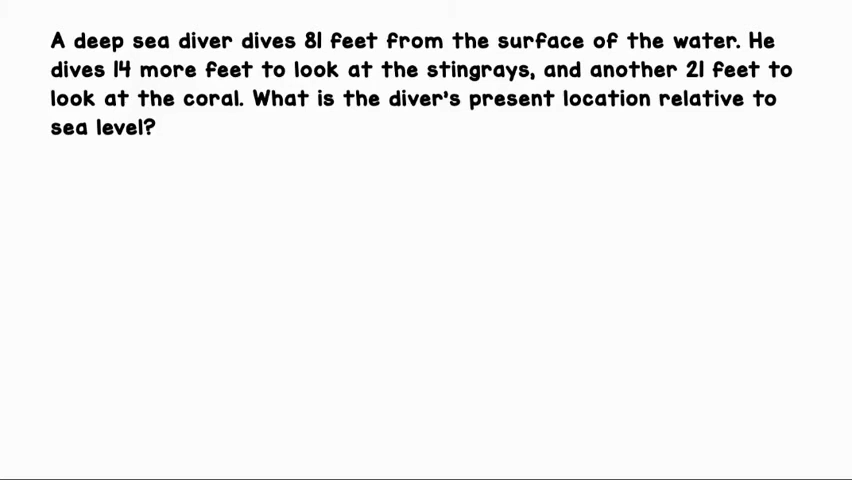 A deep sea diver dives 81 feet from the surface of the water. He
dives 14 more feet to look at the stingrays, and another 21 feet to
look at the coral. What is the diver's present location relative to
sea level?